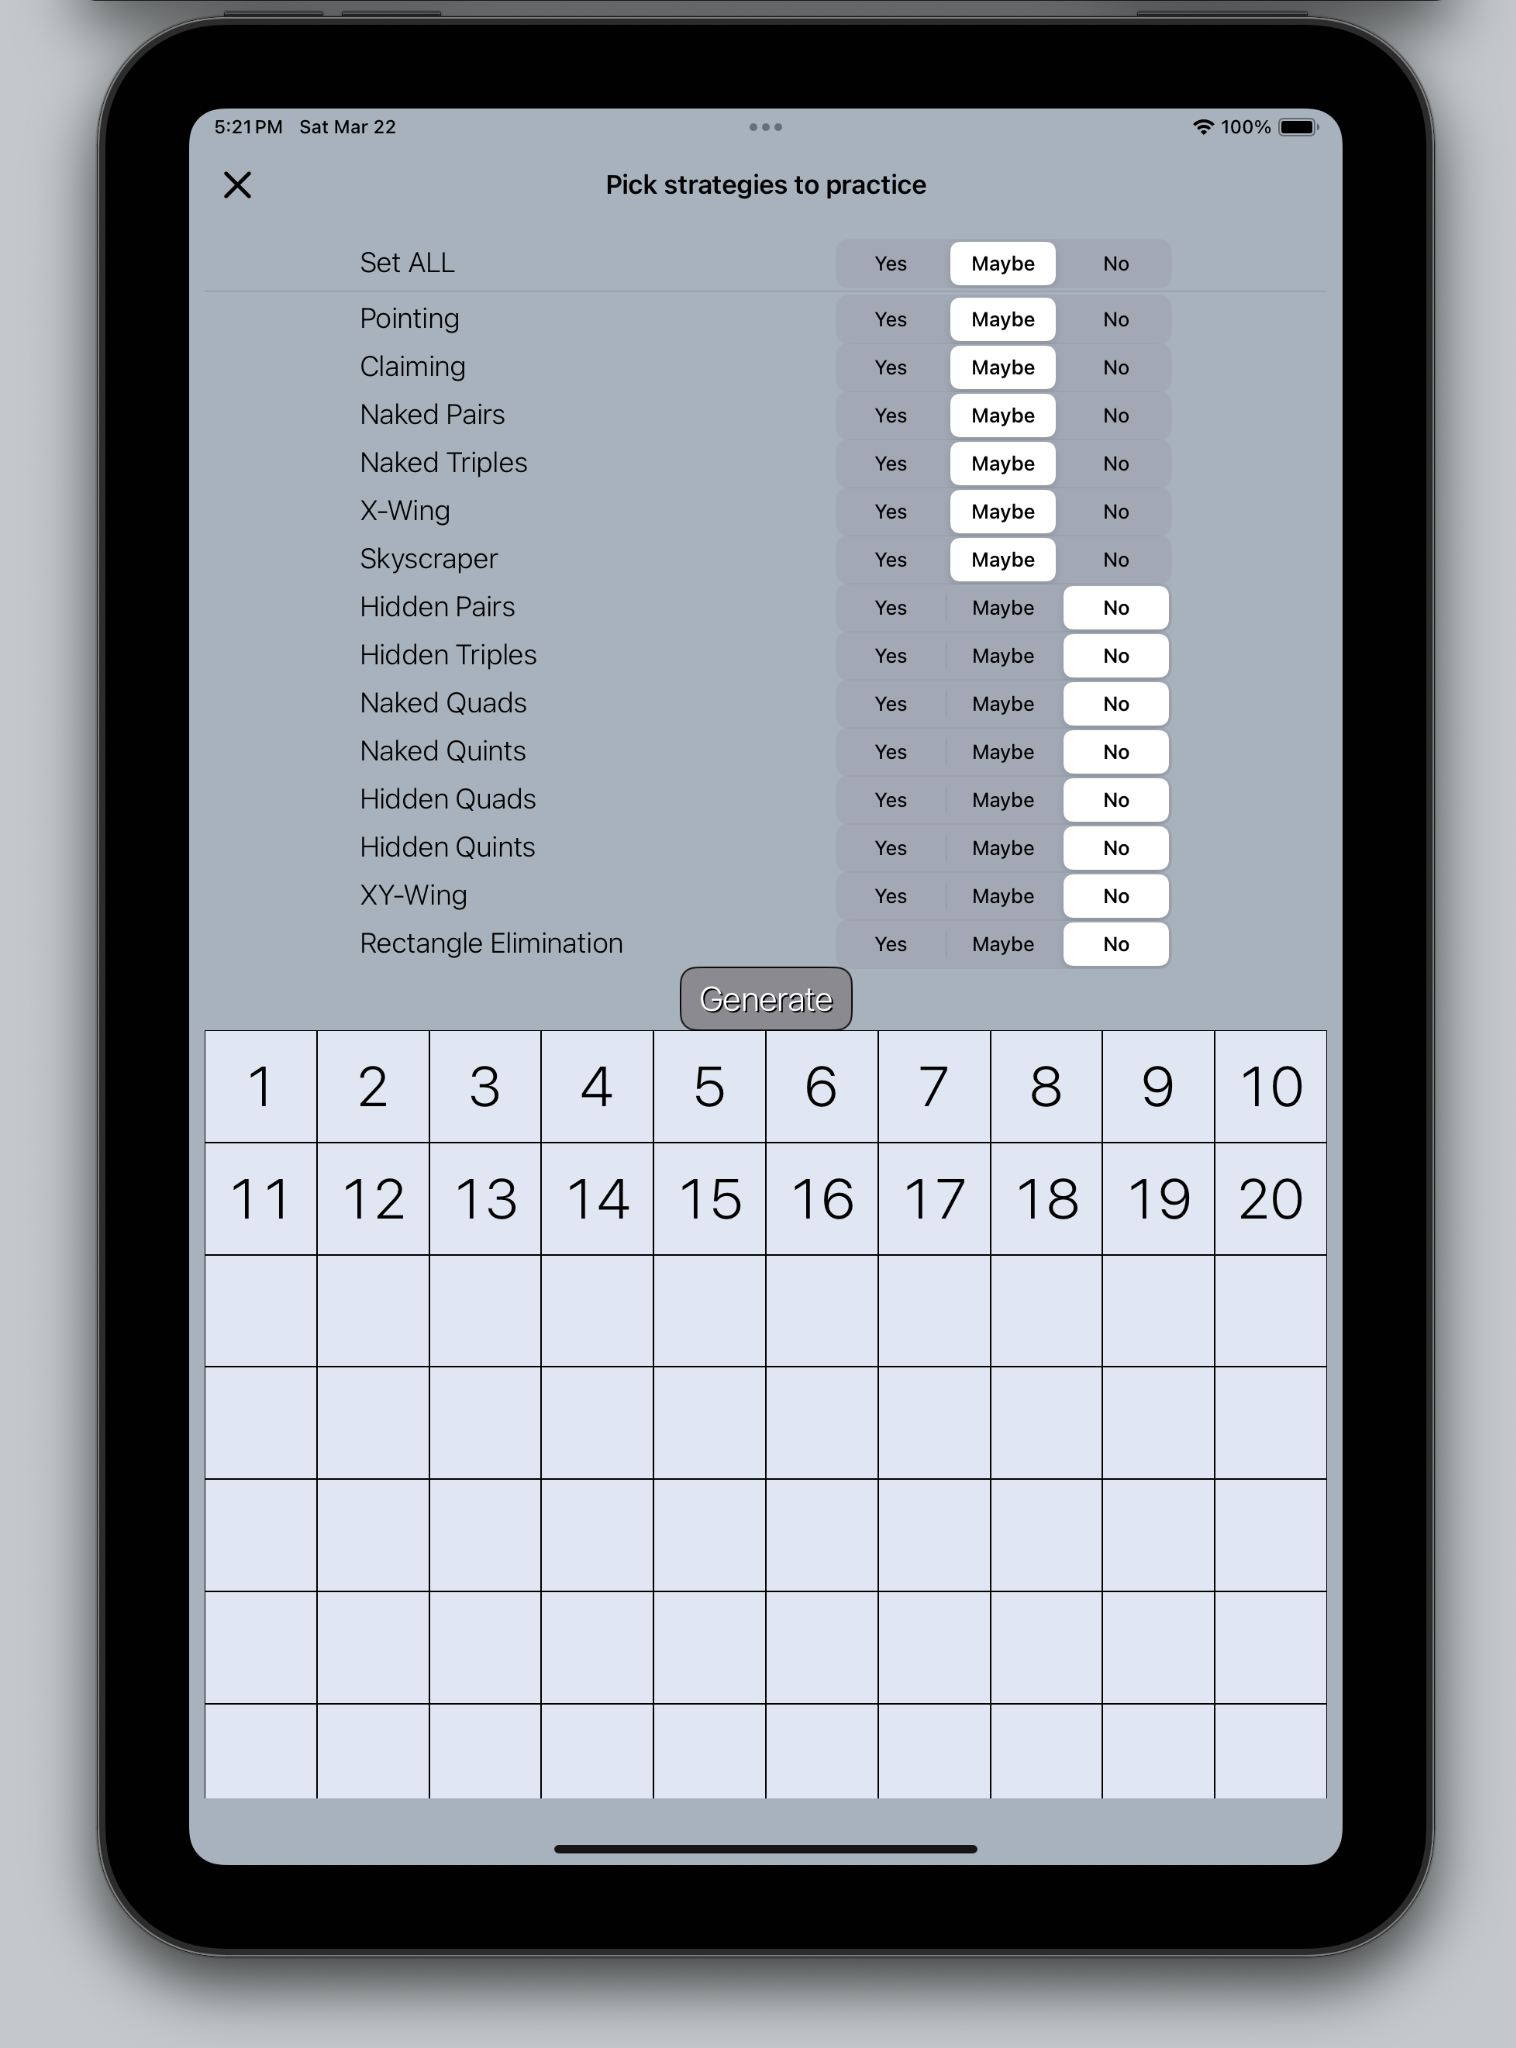 5:21 PM Sat Mar 22 100%
Pick strategies to practice
Set ALL Yes Maybe No
Pointing Yes Maybe No
Claiming Yes Maybe No
Naked Pairs Yes Maybe No
Naked Triples Yes Maybe No
X-Wing Yes Maybe No
Skyscraper Yes Maybe No
Hidden Pairs Yes Maybe No
Hidden Triples Yes Maybe No
Naked Quads Yes Maybe No
Naked Quints Yes Maybe No
Hidden Quads Yes Maybe No
Hidden Quints Yes Maybe No
XY-Wing Yes Maybe No
Rectangle Elimination Yes Maybe No
Generate
1 2 3 4 5 6 7 8 9 10
11 12 13 14 15 16 17 18 19 20